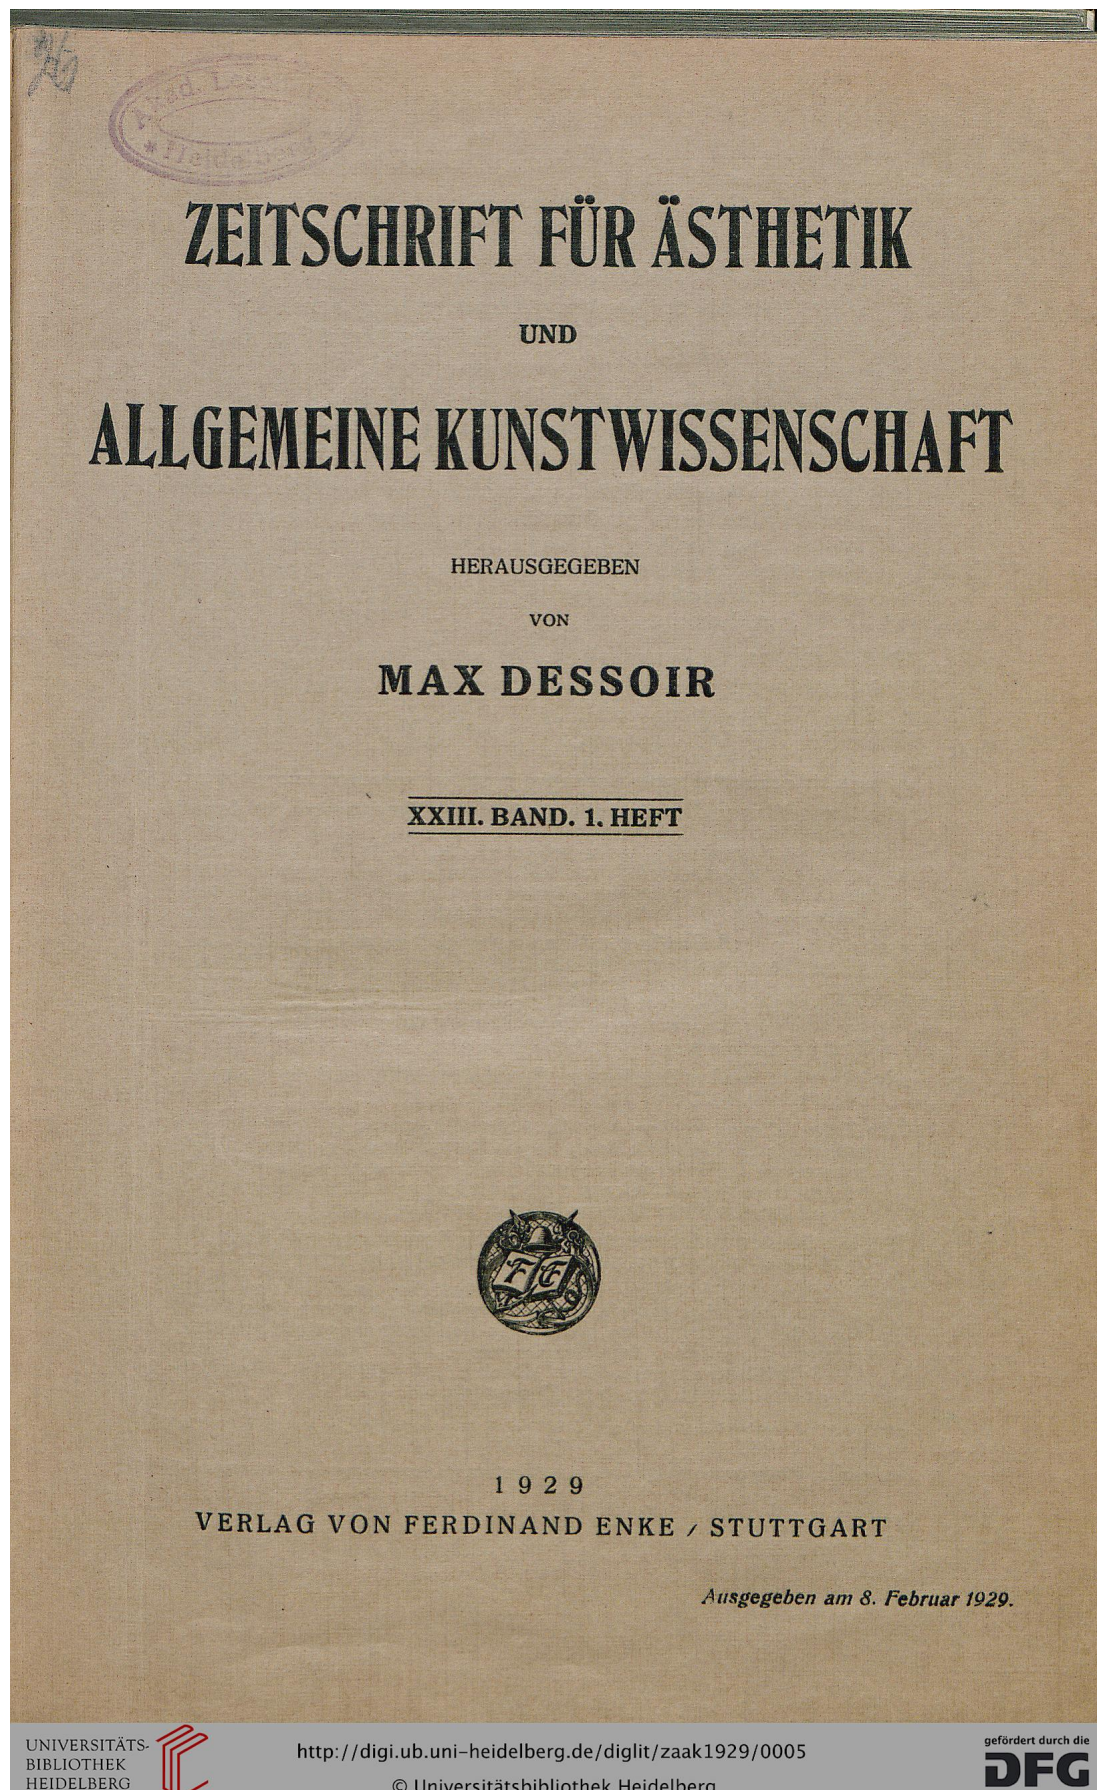 Heidelberg
ZEITSCHRIFT FÜR ÄSTHETIK
UND
ALLGEMEINE KUNSTWISSENSCHAFT
HERAUSGEGEBEN
VON
MAX DESSOIR
XXIII. BAND. 1. HEFT
F E
1929
VERLAG VON FERDINAND ENKE / STUTTGART
Ausgegeben am 8. Februar 1929.
UNIVERSITÄTS-
BIBLIOTHEK
HEIDELBERG
http://digi.ub.uni-heidelberg.de/diglit/zaak1929/0005
© Universitätsbibliothek Heidelberg
gefördert durch die
DFG